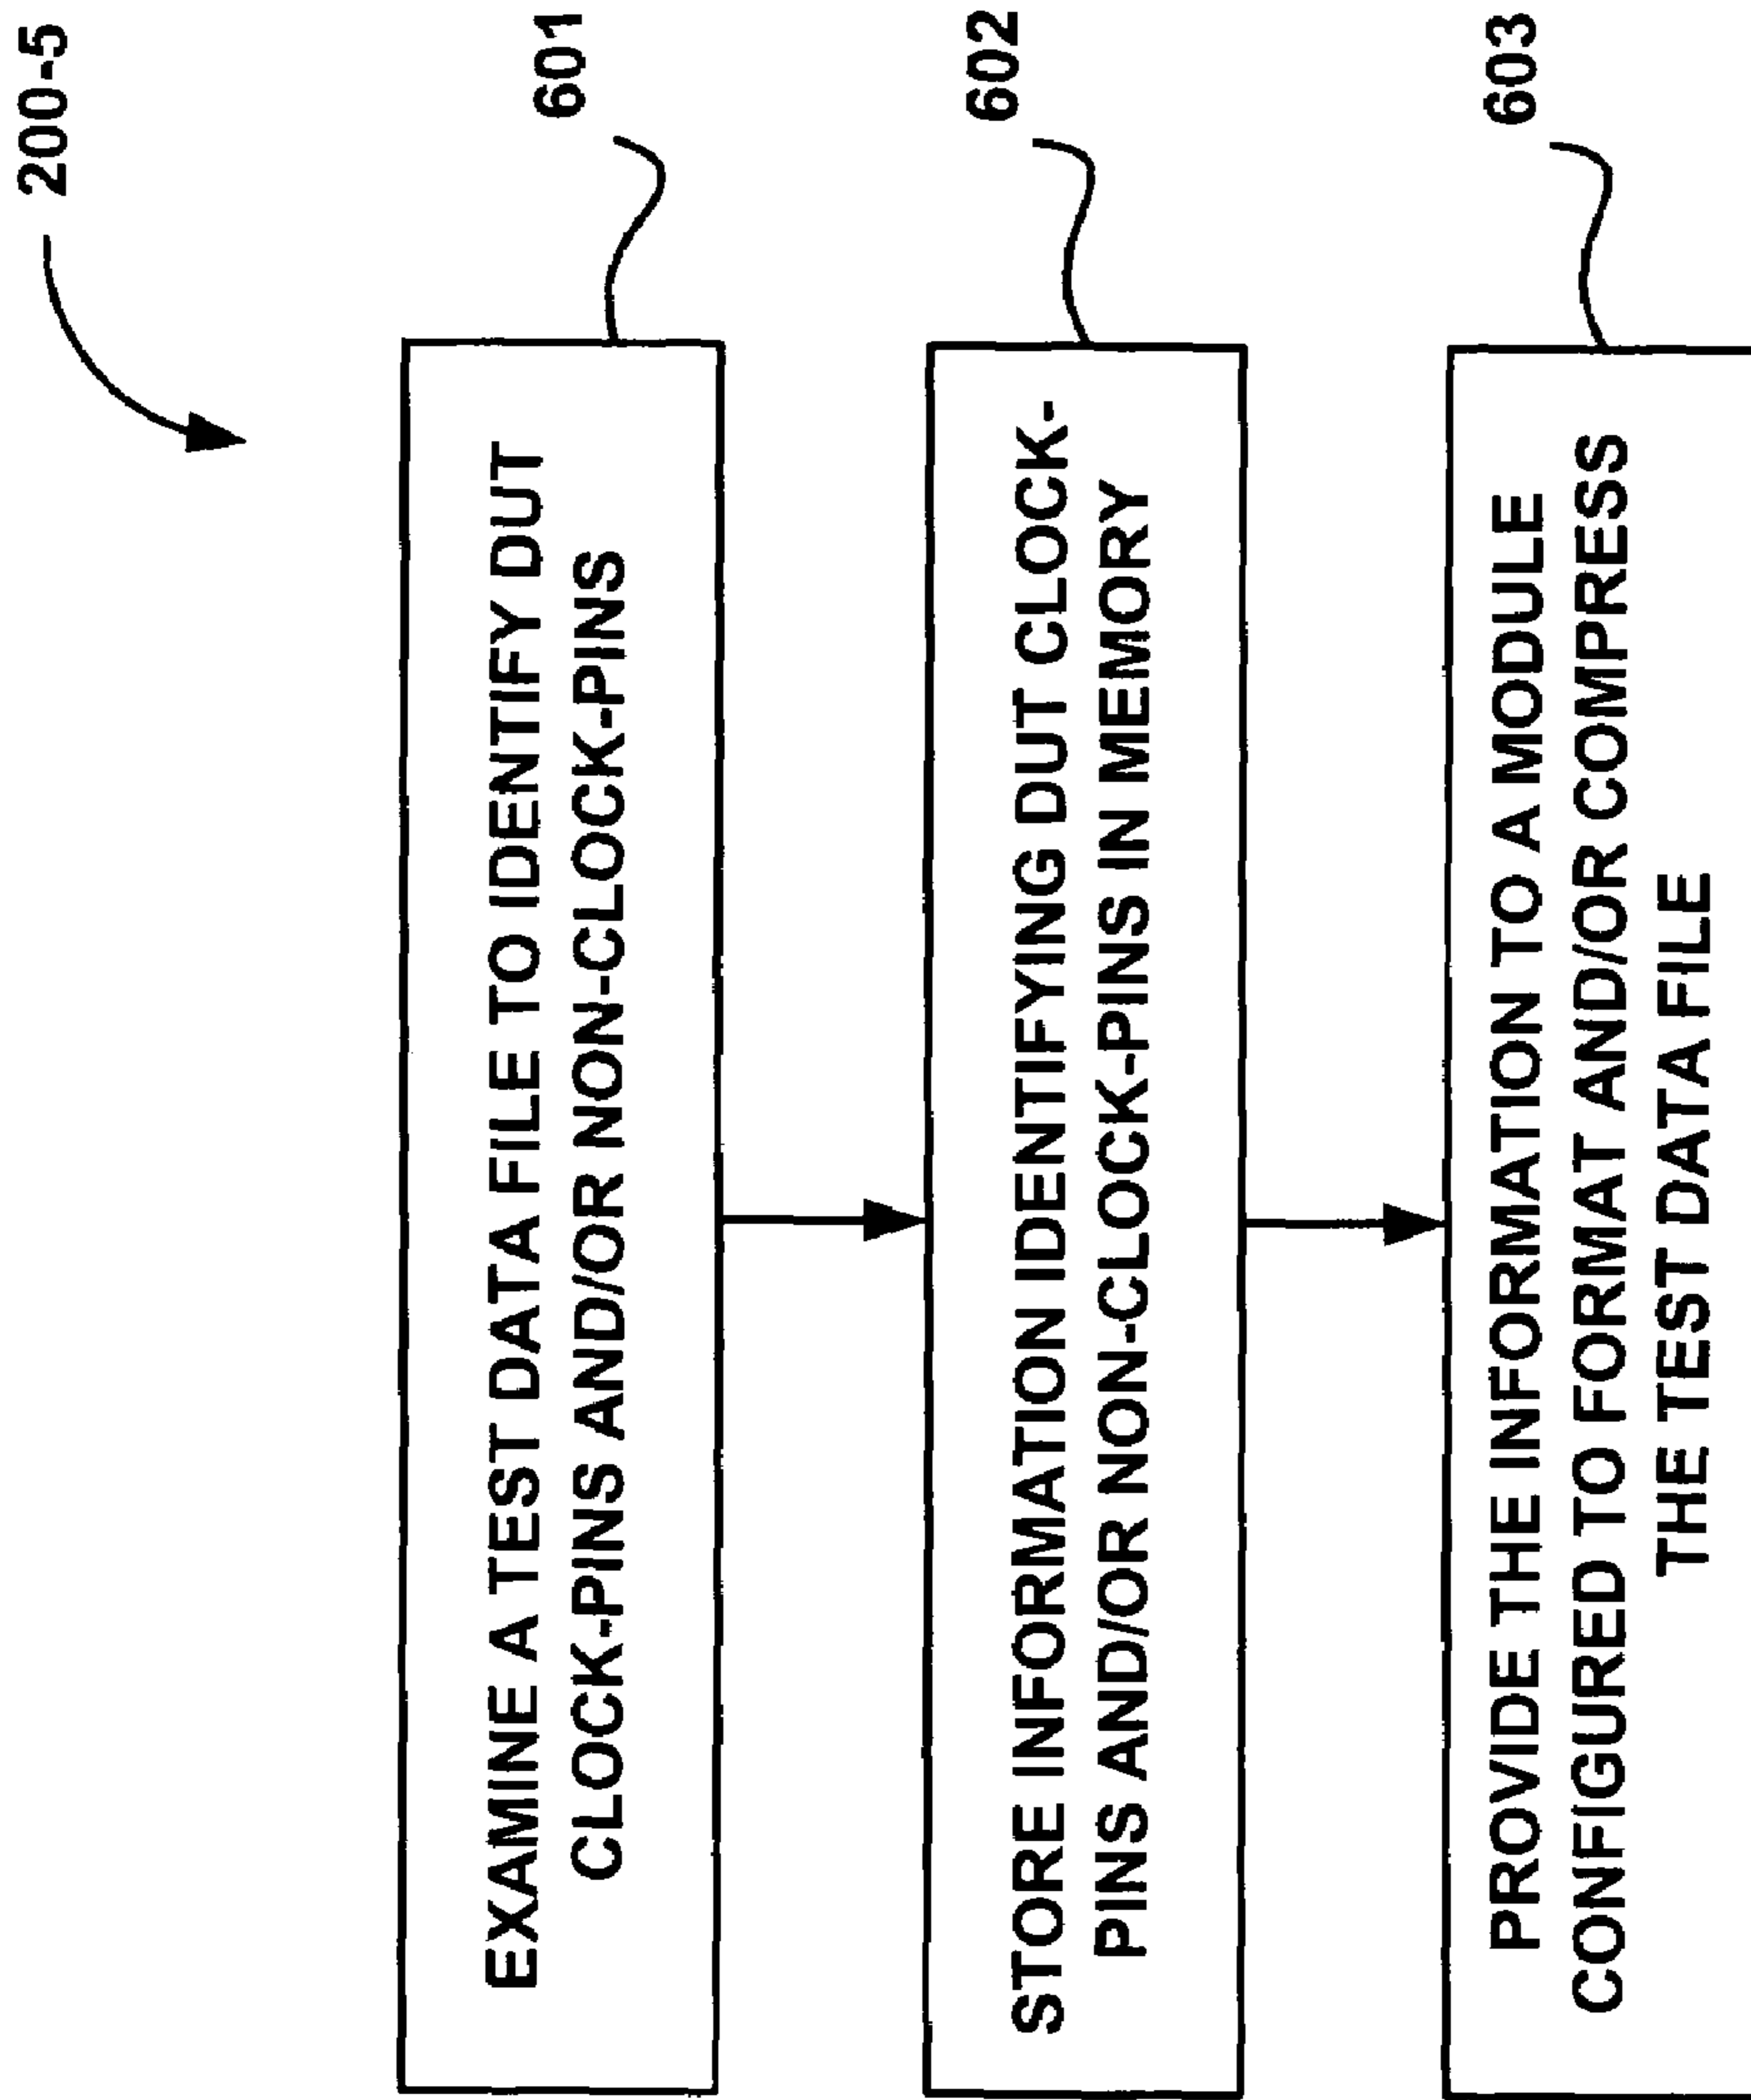 200-5
601
EXAMINE A TEST DATA FILE TO IDENTIFY DUT
CLOCK-PINS AND/OR NON-CLOCK-PINS
602
STORE INFORMATION IDENTIFYING DUT CLOCK-
PINS AND/OR NON-CLOCK-PINS IN MEMORY
603
PROVIDE THE INFORMATION TO A MODULE
CONFIGURED TO FORMAT AND/OR COMPRESS
THE TEST DATA FILE